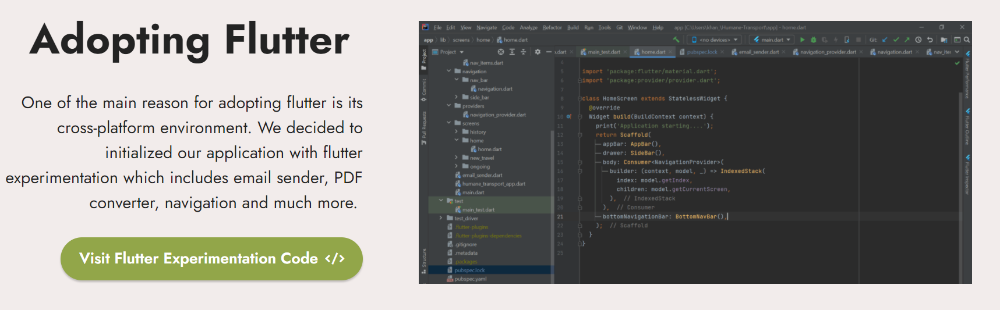 Adopting Flutter
One of the main reason for adopting flutter is its
cross-platform environment. We decided to
initialized our application with flutter
experimentation which includes email sender, PDF
converter, navigation and much more.
Visit Flutter Experimentation Code </>
File Edit View Navigate Code Analyze Refactor Build Run Tools Git Window Help app [C:\Users\khan_\Humane-Transport\app] - home.dart
app lib screens home home.dart <no devices> main.dart Git:
Project .dart main_test.dart home.dart pubspec.lock email_sender.dart navigation_provider.dart navigation.dart nav_ite
Project
Commit
Pull Requests
Structure
nav_items.dart
navigation
nav_bar
navigation.dart
side_bar
providers
navigation_provider.dart
screens
history
home
home.dart
new_travel
ongoing
email_sender.dart
humane_transport_app.dart
main.dart
test
main_test.dart
test_driver
.flutter-plugins
.flutter-plugins-dependencies
.gitignore
.metadata
.packages
pubspec.lock
pubspec.yaml
4
5 import 'package:flutter/material.dart';
6 import 'package:provider/provider.dart';
7
8 class HomeScreen extends StatelessWidget {
9 @override
10 Widget build(BuildContext context) {
11 print('Application starting....');
12 return Scaffold(
13 appBar: AppBar(),
14 drawer: SideBar(),
15 body: Consumer<NavigationProvider>(
16 builder: (context, model, _) => IndexedStack(
17 index: model.getIndex,
18 children: model.getCurrentScreen,
19 ), // IndexedStack
20 ), // Consumer
21 bottomNavigationBar: BottomNavBar(),
22 ); // Scaffold
23 }
24 }
25
Flutter Performance
Flutter Outline
Flutter Inspector